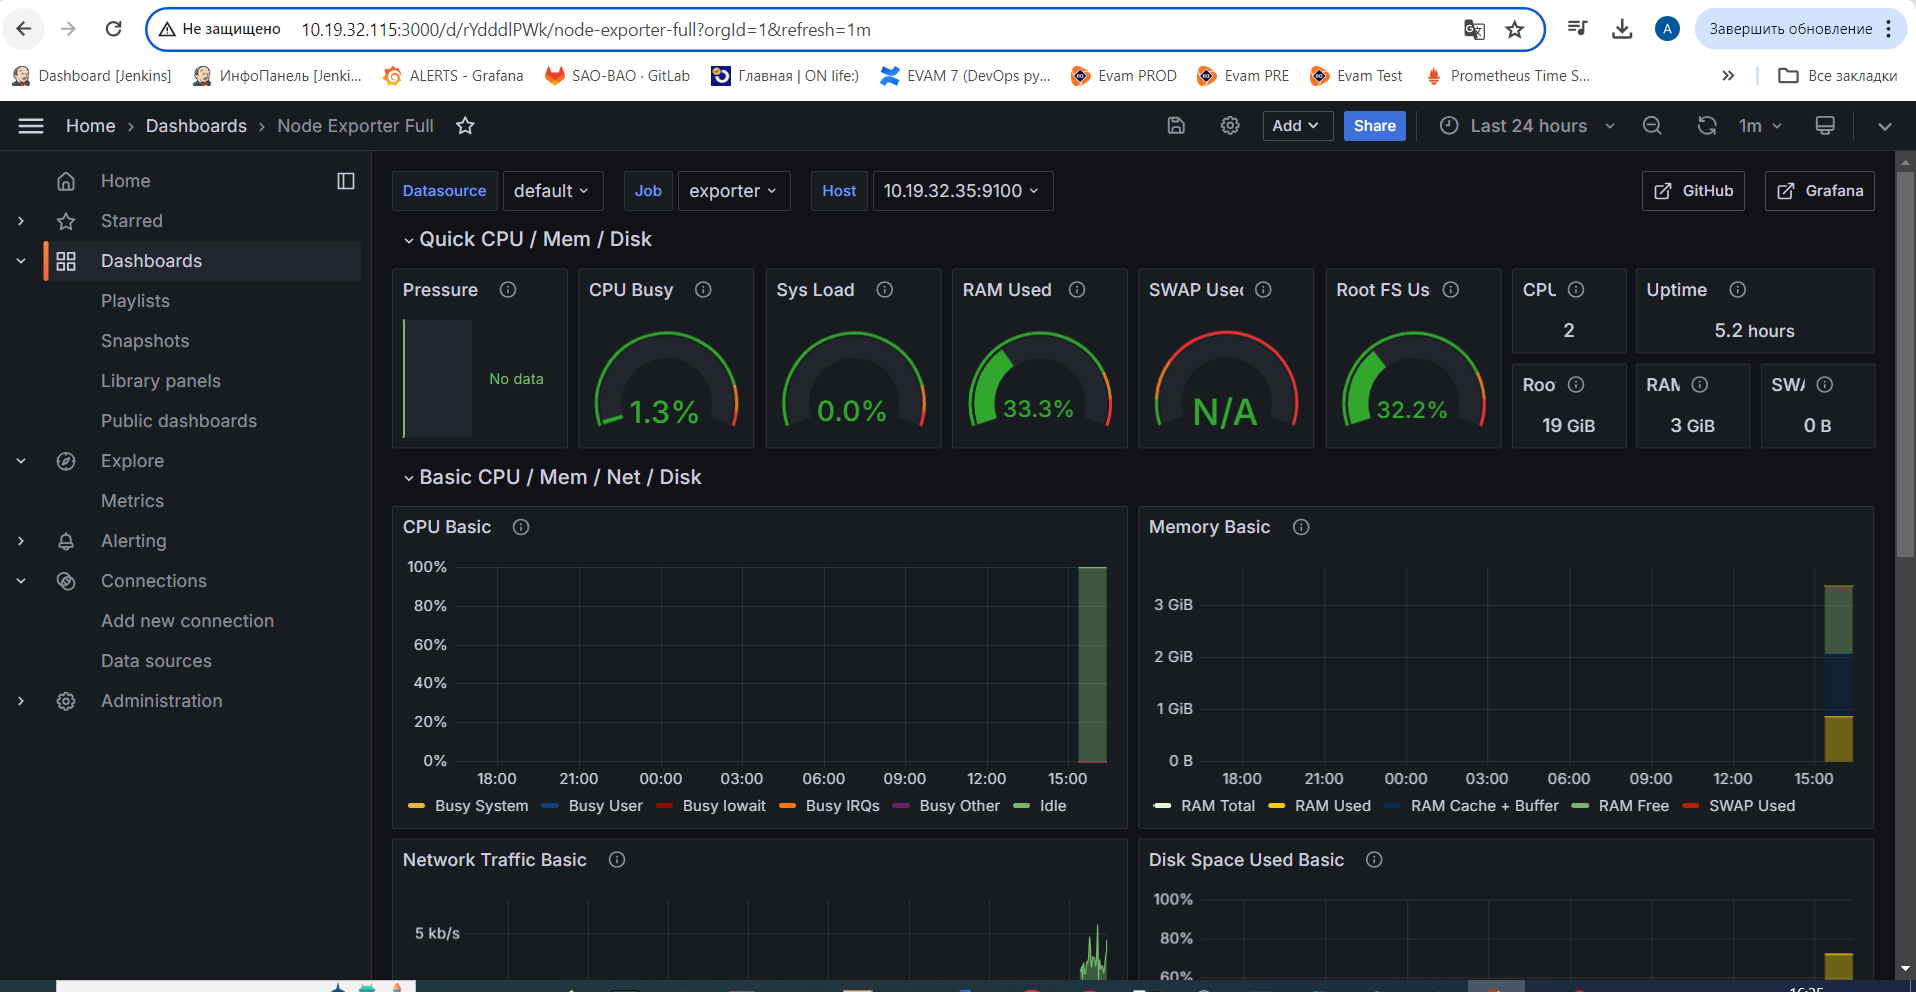 Не защищено 10.19.32.115:3000/d/rYdddlPWk/node-exporter-full?orgId=1&refresh=1m A Завершить обновление
Dashboard [Jenkins] ИнфоПанель [Jenki... ALERTS - Grafana SAO-BAO · GitLab Главная | ON life:) EVAM 7 (DevOps ру... Evam PROD Evam PRE Evam Test Prometheus Time S... » Все закладки
Home › Dashboards › Node Exporter Full Add Share Last 24 hours 1m
Home
Starred
Dashboards
Playlists
Snapshots
Library panels
Public dashboards
Explore
Metrics
Alerting
Connections
Add new connection
Data sources
Administration
Datasource default Job exporter Host 10.19.32.35:9100 GitHub Grafana
Quick CPU / Mem / Disk
Pressure
No data
CPU Busy
1.3%
Sys Load
0.0%
RAM Used
33.3%
SWAP Used
N/A
Root FS Us
32.2%
CPU
2
Uptime
5.2 hours
Roo
19 GiB
RAM
3 GiB
SWA
0 B
Basic CPU / Mem / Net / Disk
CPU Basic
100%
80%
60%
40%
20%
0%
18:00 21:00 00:00 03:00 06:00 09:00 12:00 15:00
Busy System Busy User Busy Iowait Busy IRQs Busy Other Idle
Memory Basic
3 GiB
2 GiB
1 GiB
0 B
18:00 21:00 00:00 03:00 06:00 09:00 12:00 15:00
RAM Total RAM Used RAM Cache + Buffer RAM Free SWAP Used
Network Traffic Basic
5 kb/s
Disk Space Used Basic
100%
80%
60%